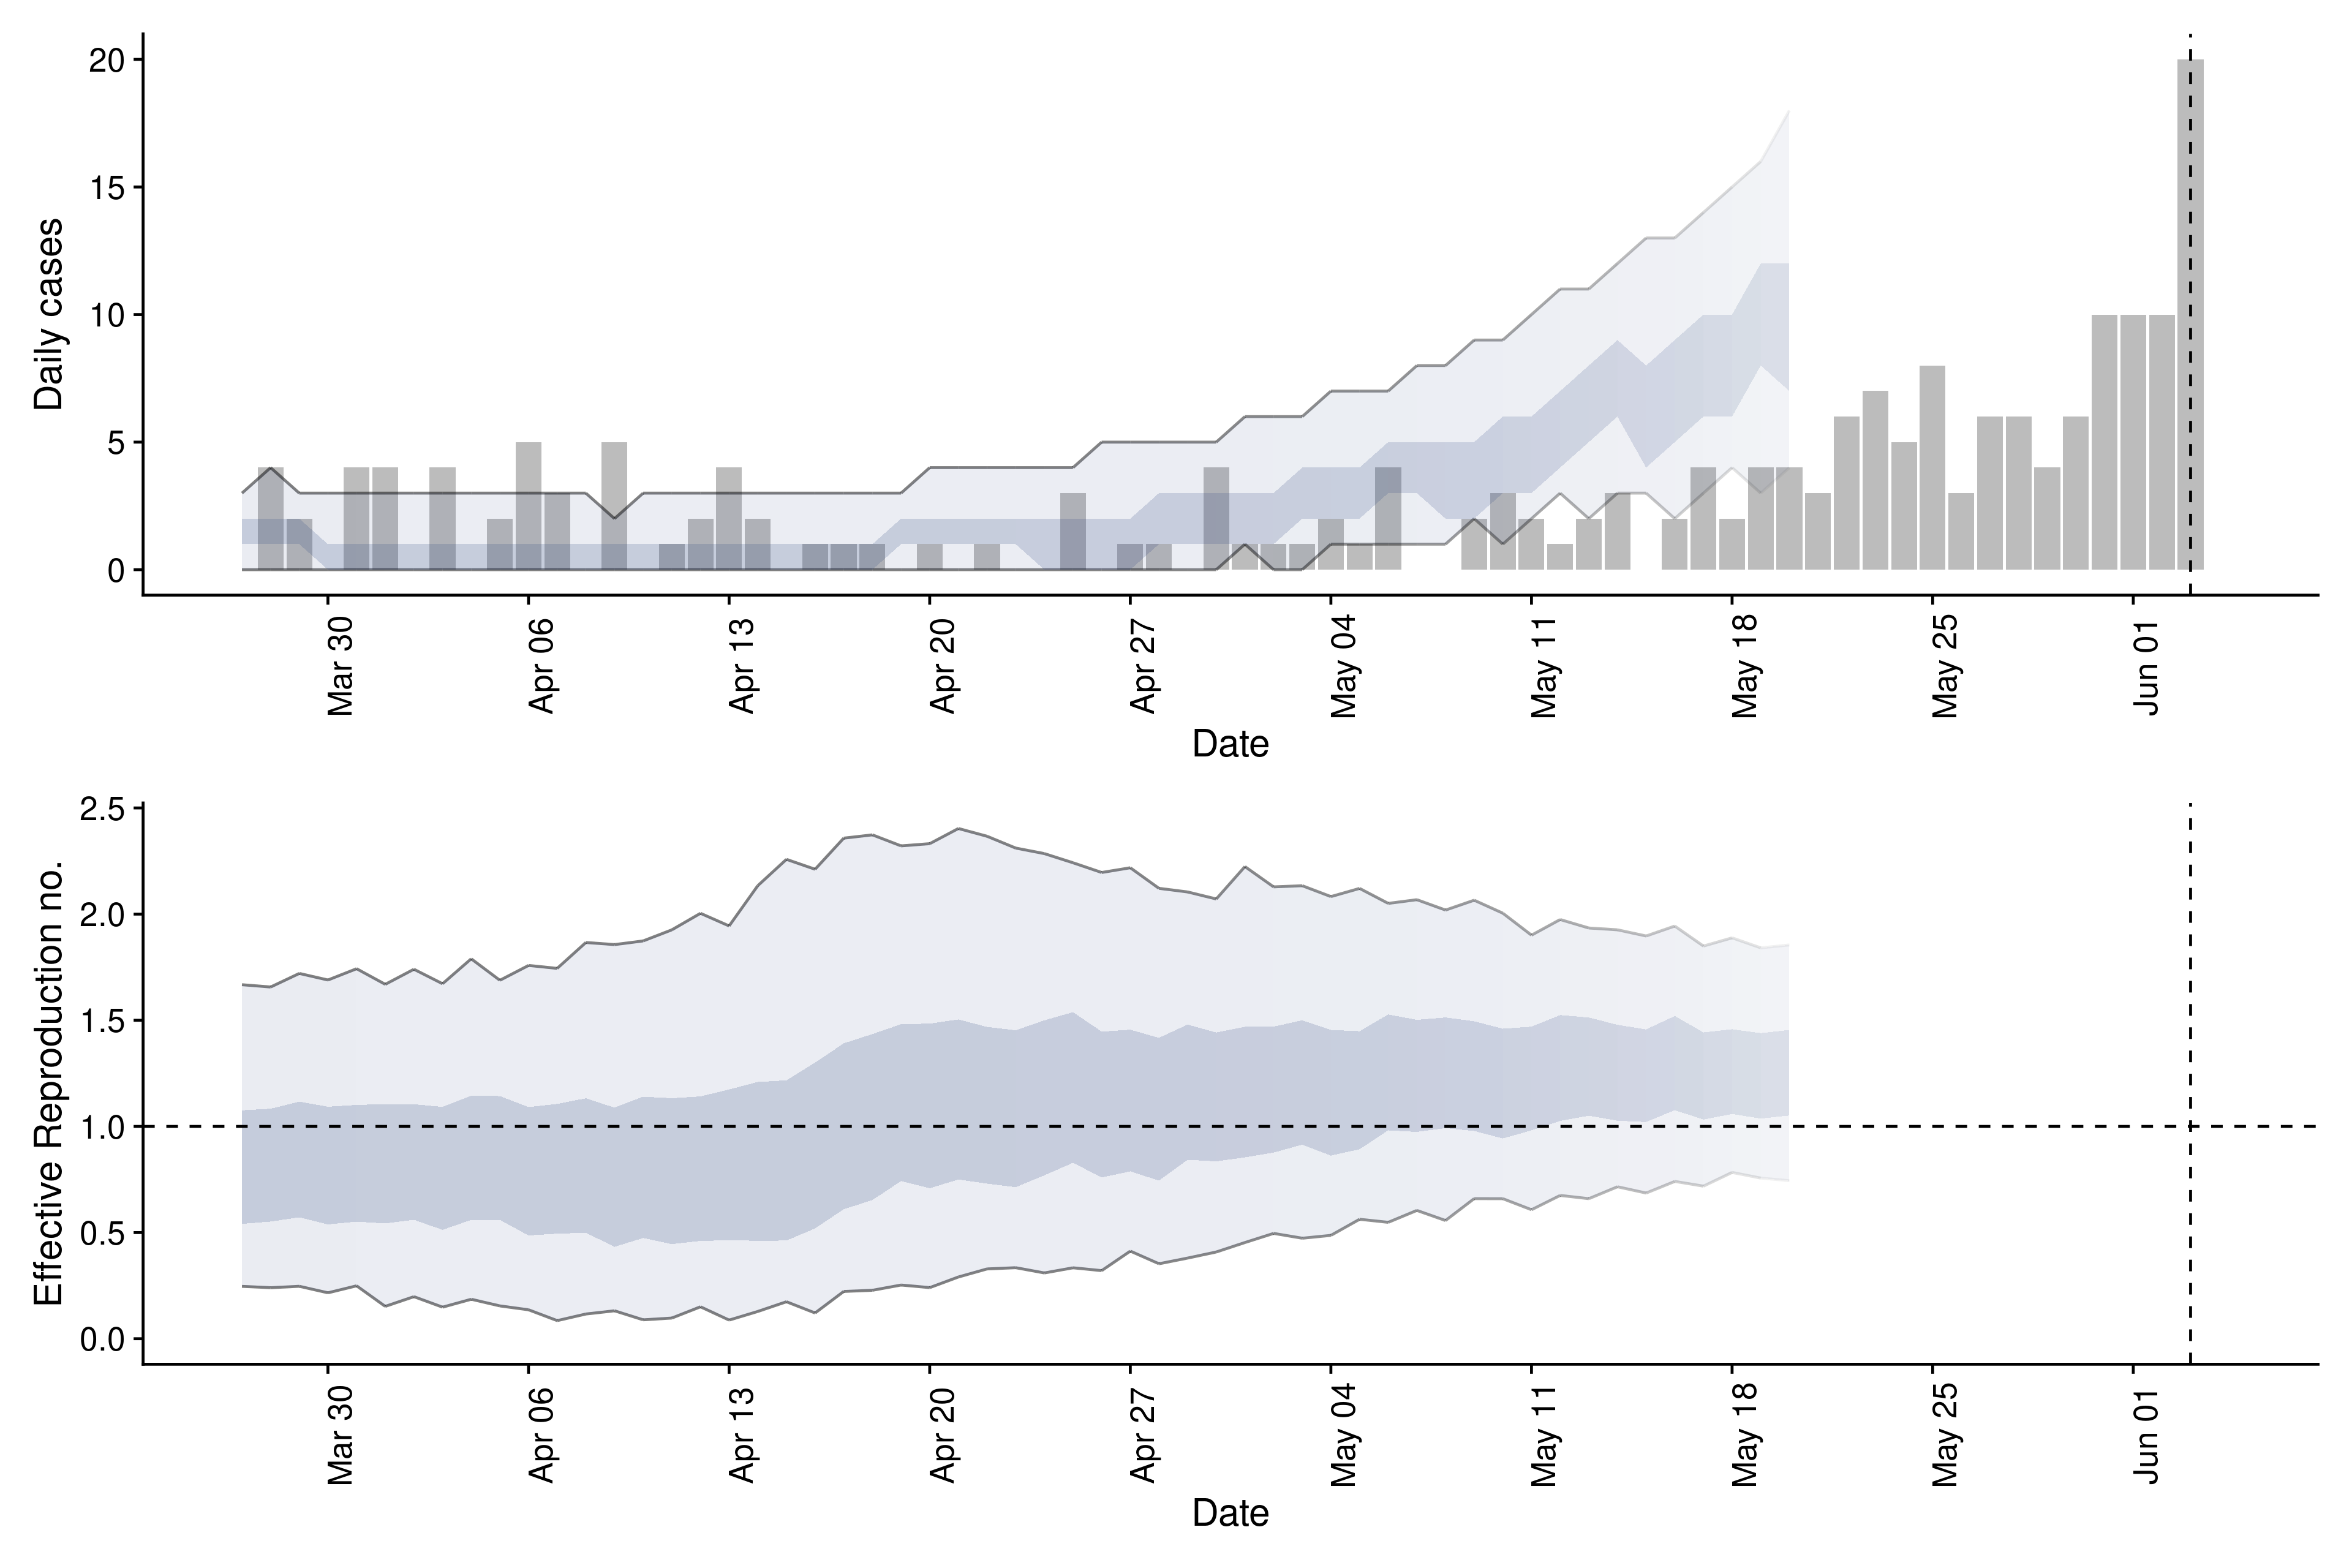 Daily cases
20
15
10
5
0
Mar 30
Apr 06
Apr 13
Apr 20
Apr 27
May 04
May 11
May 18
May 25
Jun 01
Date
Effective Reproduction no.
2.5
2.0
1.5
1.0
0.5
0.0
Mar 30
Apr 06
Apr 13
Apr 20
Apr 27
May 04
May 11
May 18
May 25
Jun 01
Date